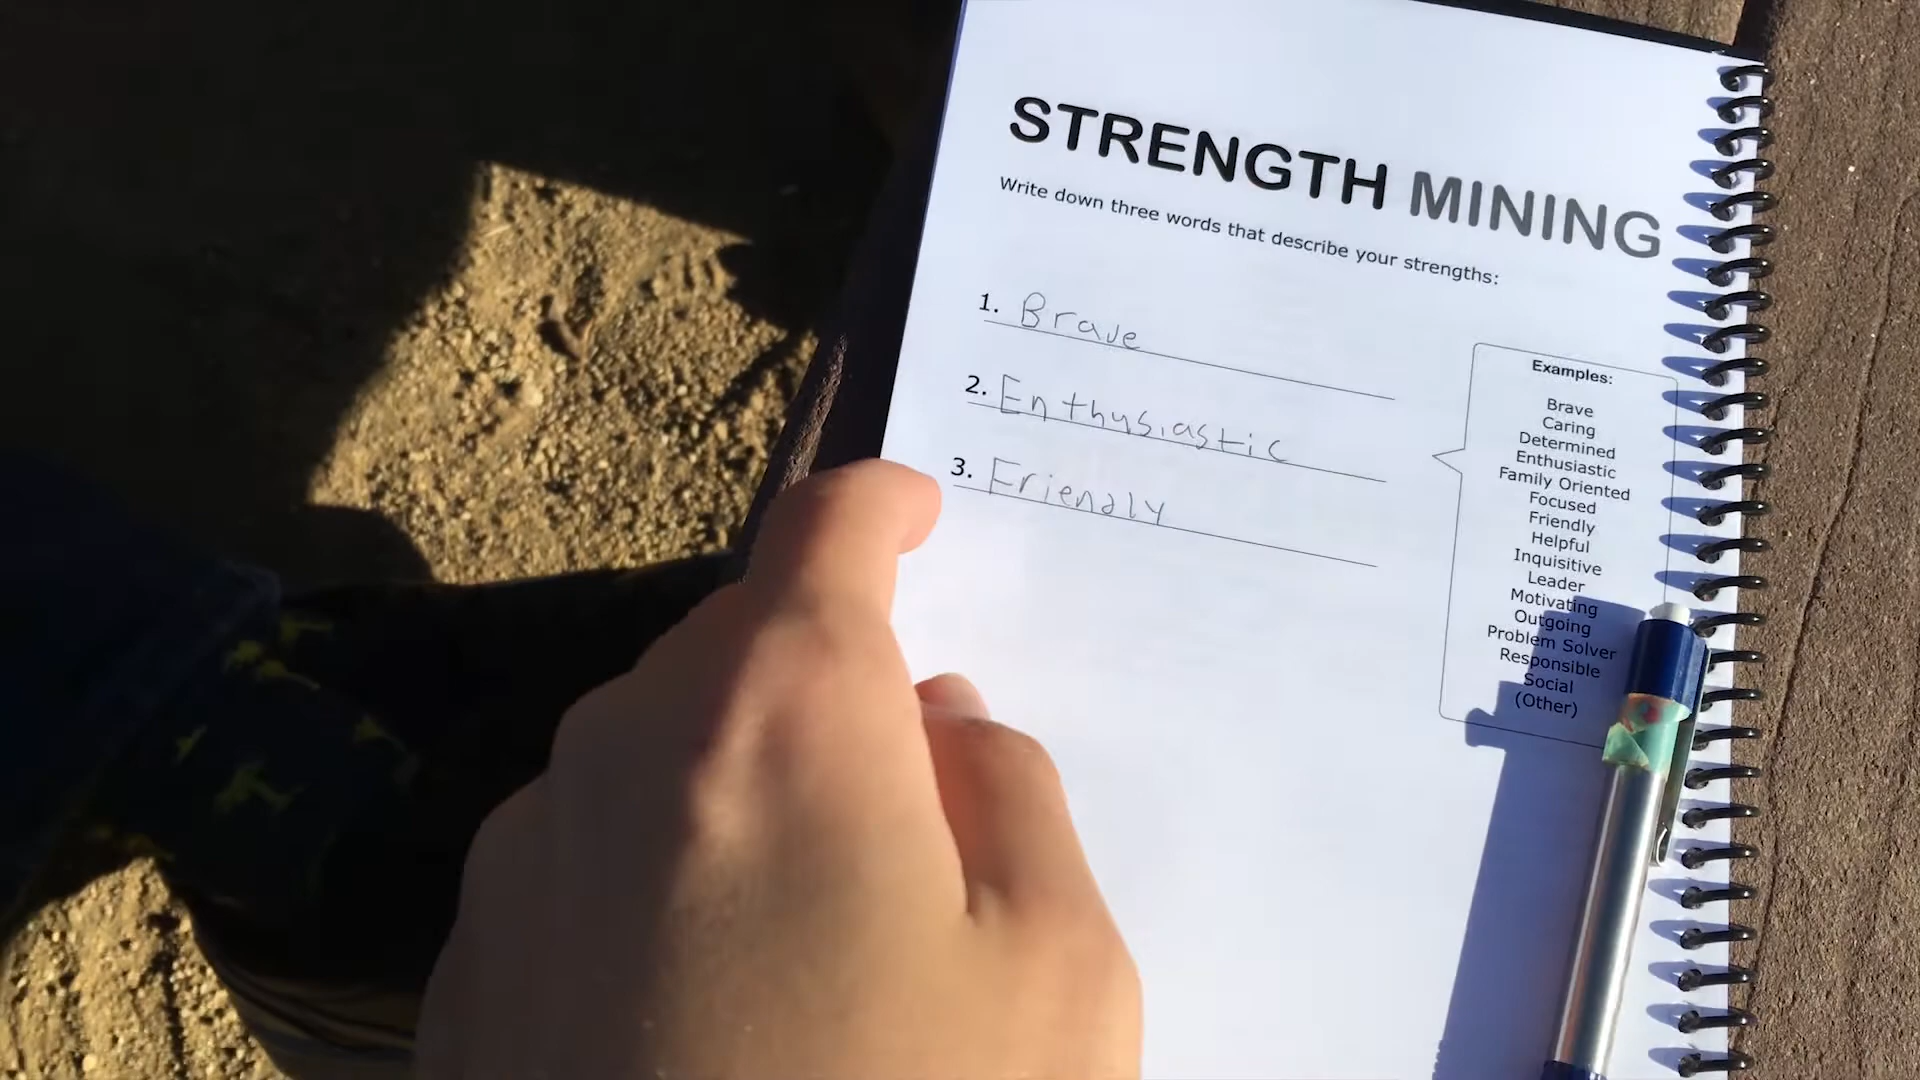 STRENGTH MINING
Write down three words that describe your strengths:
1. Brave
2. Enthusiastic
3. Friendly
Examples:
Brave
Caring
Determined
Enthusiastic
Family Oriented
Focused
Friendly
Helpful
Inquisitive
Leader
Motivating
Outgoing
Problem Solver
Responsible
Social
(Other)